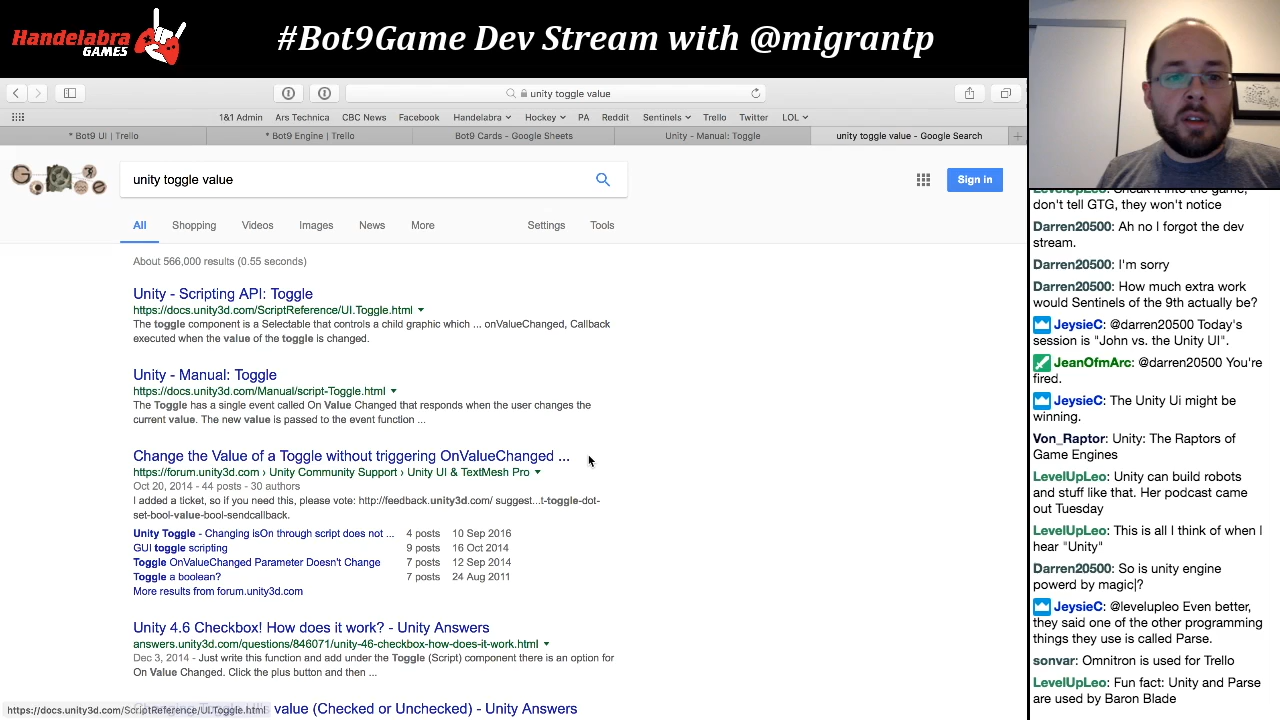 Handelabra
GAMES
#Bot9Game Dev Stream with @migrantp
unity toggle value
1&1 Admin Ars Technica CBC News Facebook Handelabra Hockey PA Reddit Sentinels Trello Twitter LOL
* Bot9 UI | Trello
* Bot9 Engine | Trello
Bot9 Cards - Google Sheets
Unity - Manual: Toggle
unity toggle value - Google Search
unity toggle value
Sign in
All Shopping Videos Images News More Settings Tools
About 566,000 results (0.55 seconds)
Unity - Scripting API: Toggle
https://docs.unity3d.com/ScriptReference/UI.Toggle.html
The toggle component is a Selectable that controls a child graphic which ... onValueChanged, Callback
executed when the value of the toggle is changed.
Unity - Manual: Toggle
https://docs.unity3d.com/Manual/script-Toggle.html
The Toggle has a single event called On Value Changed that responds when the user changes the
current value. The new value is passed to the event function ...
Change the Value of a Toggle without triggering OnValueChanged ...
https://forum.unity3d.com › Unity Community Support › Unity UI & TextMesh Pro
Oct 20, 2014 - 44 posts - 30 authors
I added a ticket, so if you need this, please vote: http://feedback.unity3d.com/ suggest...t-toggle-dot-
set-bool-value-bool-sendcallback.
Unity Toggle - Changing isOn through script does not ... 4 posts 10 Sep 2016
GUI toggle scripting 9 posts 16 Oct 2014
Toggle OnValueChanged Parameter Doesn't Change 7 posts 12 Sep 2014
Toggle a boolean? 7 posts 24 Aug 2011
More results from forum.unity3d.com
Unity 4.6 Checkbox! How does it work? - Unity Answers
answers.unity3d.com/questions/846071/unity-46-checkbox-how-does-it-work.html
Dec 3, 2014 - Just write this function and add under the Toggle (Script) component there is an option for
On Value Changed. Click the plus button and then ...
value (Checked or Unchecked) - Unity Answers
https://docs.unity3d.com/ScriptReference/UI.Toggle.html
LevelUpLeo: Sneak it into the game,
don't tell GTG, they won't notice
Darren20500: Ah no I forgot the dev
stream.
Darren20500: I'm sorry
Darren20500: How much extra work
would Sentinels of the 9th actually be?
JeysieC: @darren20500 Today's
session is "John vs. the Unity UI".
JeanOfmArc: @darren20500 You're
fired.
JeysieC: The Unity Ui might be
winning.
Von_Raptor: Unity: The Raptors of
Game Engines
LevelUpLeo: Unity can build robots
and stuff like that. Her podcast came
out Tuesday
LevelUpLeo: This is all I think of when I
hear "Unity"
Darren20500: So is unity engine
powerd by magic|?
JeysieC: @levelupleo Even better,
they said one of the other programming
things they use is called Parse.
sonvar: Omnitron is used for Trello
LevelUpLeo: Fun fact: Unity and Parse
are used by Baron Blade